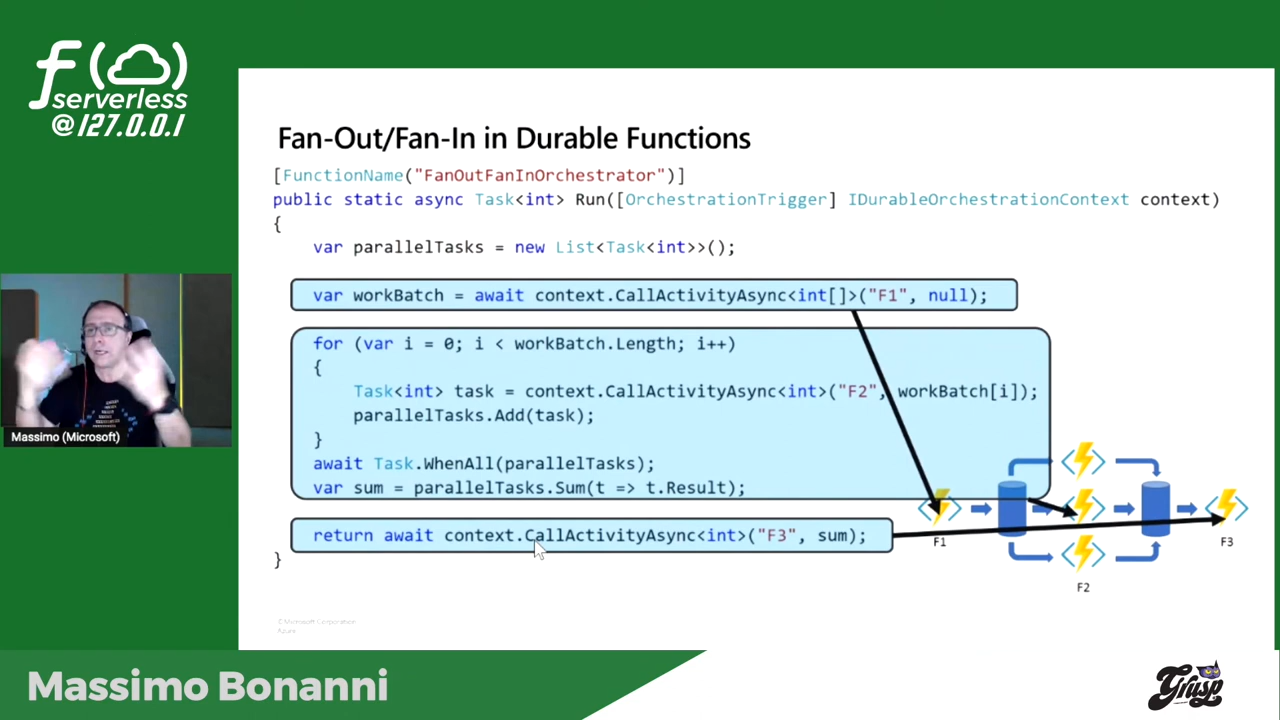 f()
serverless
@127.0.0.1
Fan-Out/Fan-In in Durable Functions
[FunctionName("FanOutFanInOrchestrator")]
public static async Task<int> Run([OrchestrationTrigger] IDurableOrchestrationContext context)
{
var parallelTasks = new List<Task<int>>();
var workBatch = await context.CallActivityAsync<int[]>("F1", null);
for (var i = 0; i < workBatch.Length; i++)
{
Task<int> task = context.CallActivityAsync<int>("F2", workBatch[i]);
parallelTasks.Add(task);
}
await Task.WhenAll(parallelTasks);
var sum = parallelTasks.Sum(t => t.Result);
return await context.CallActivityAsync<int>("F3", sum);
}
F1
F2
F3
© Microsoft Corporation
Azure
Massimo (Microsoft)
Massimo Bonanni
Grusp